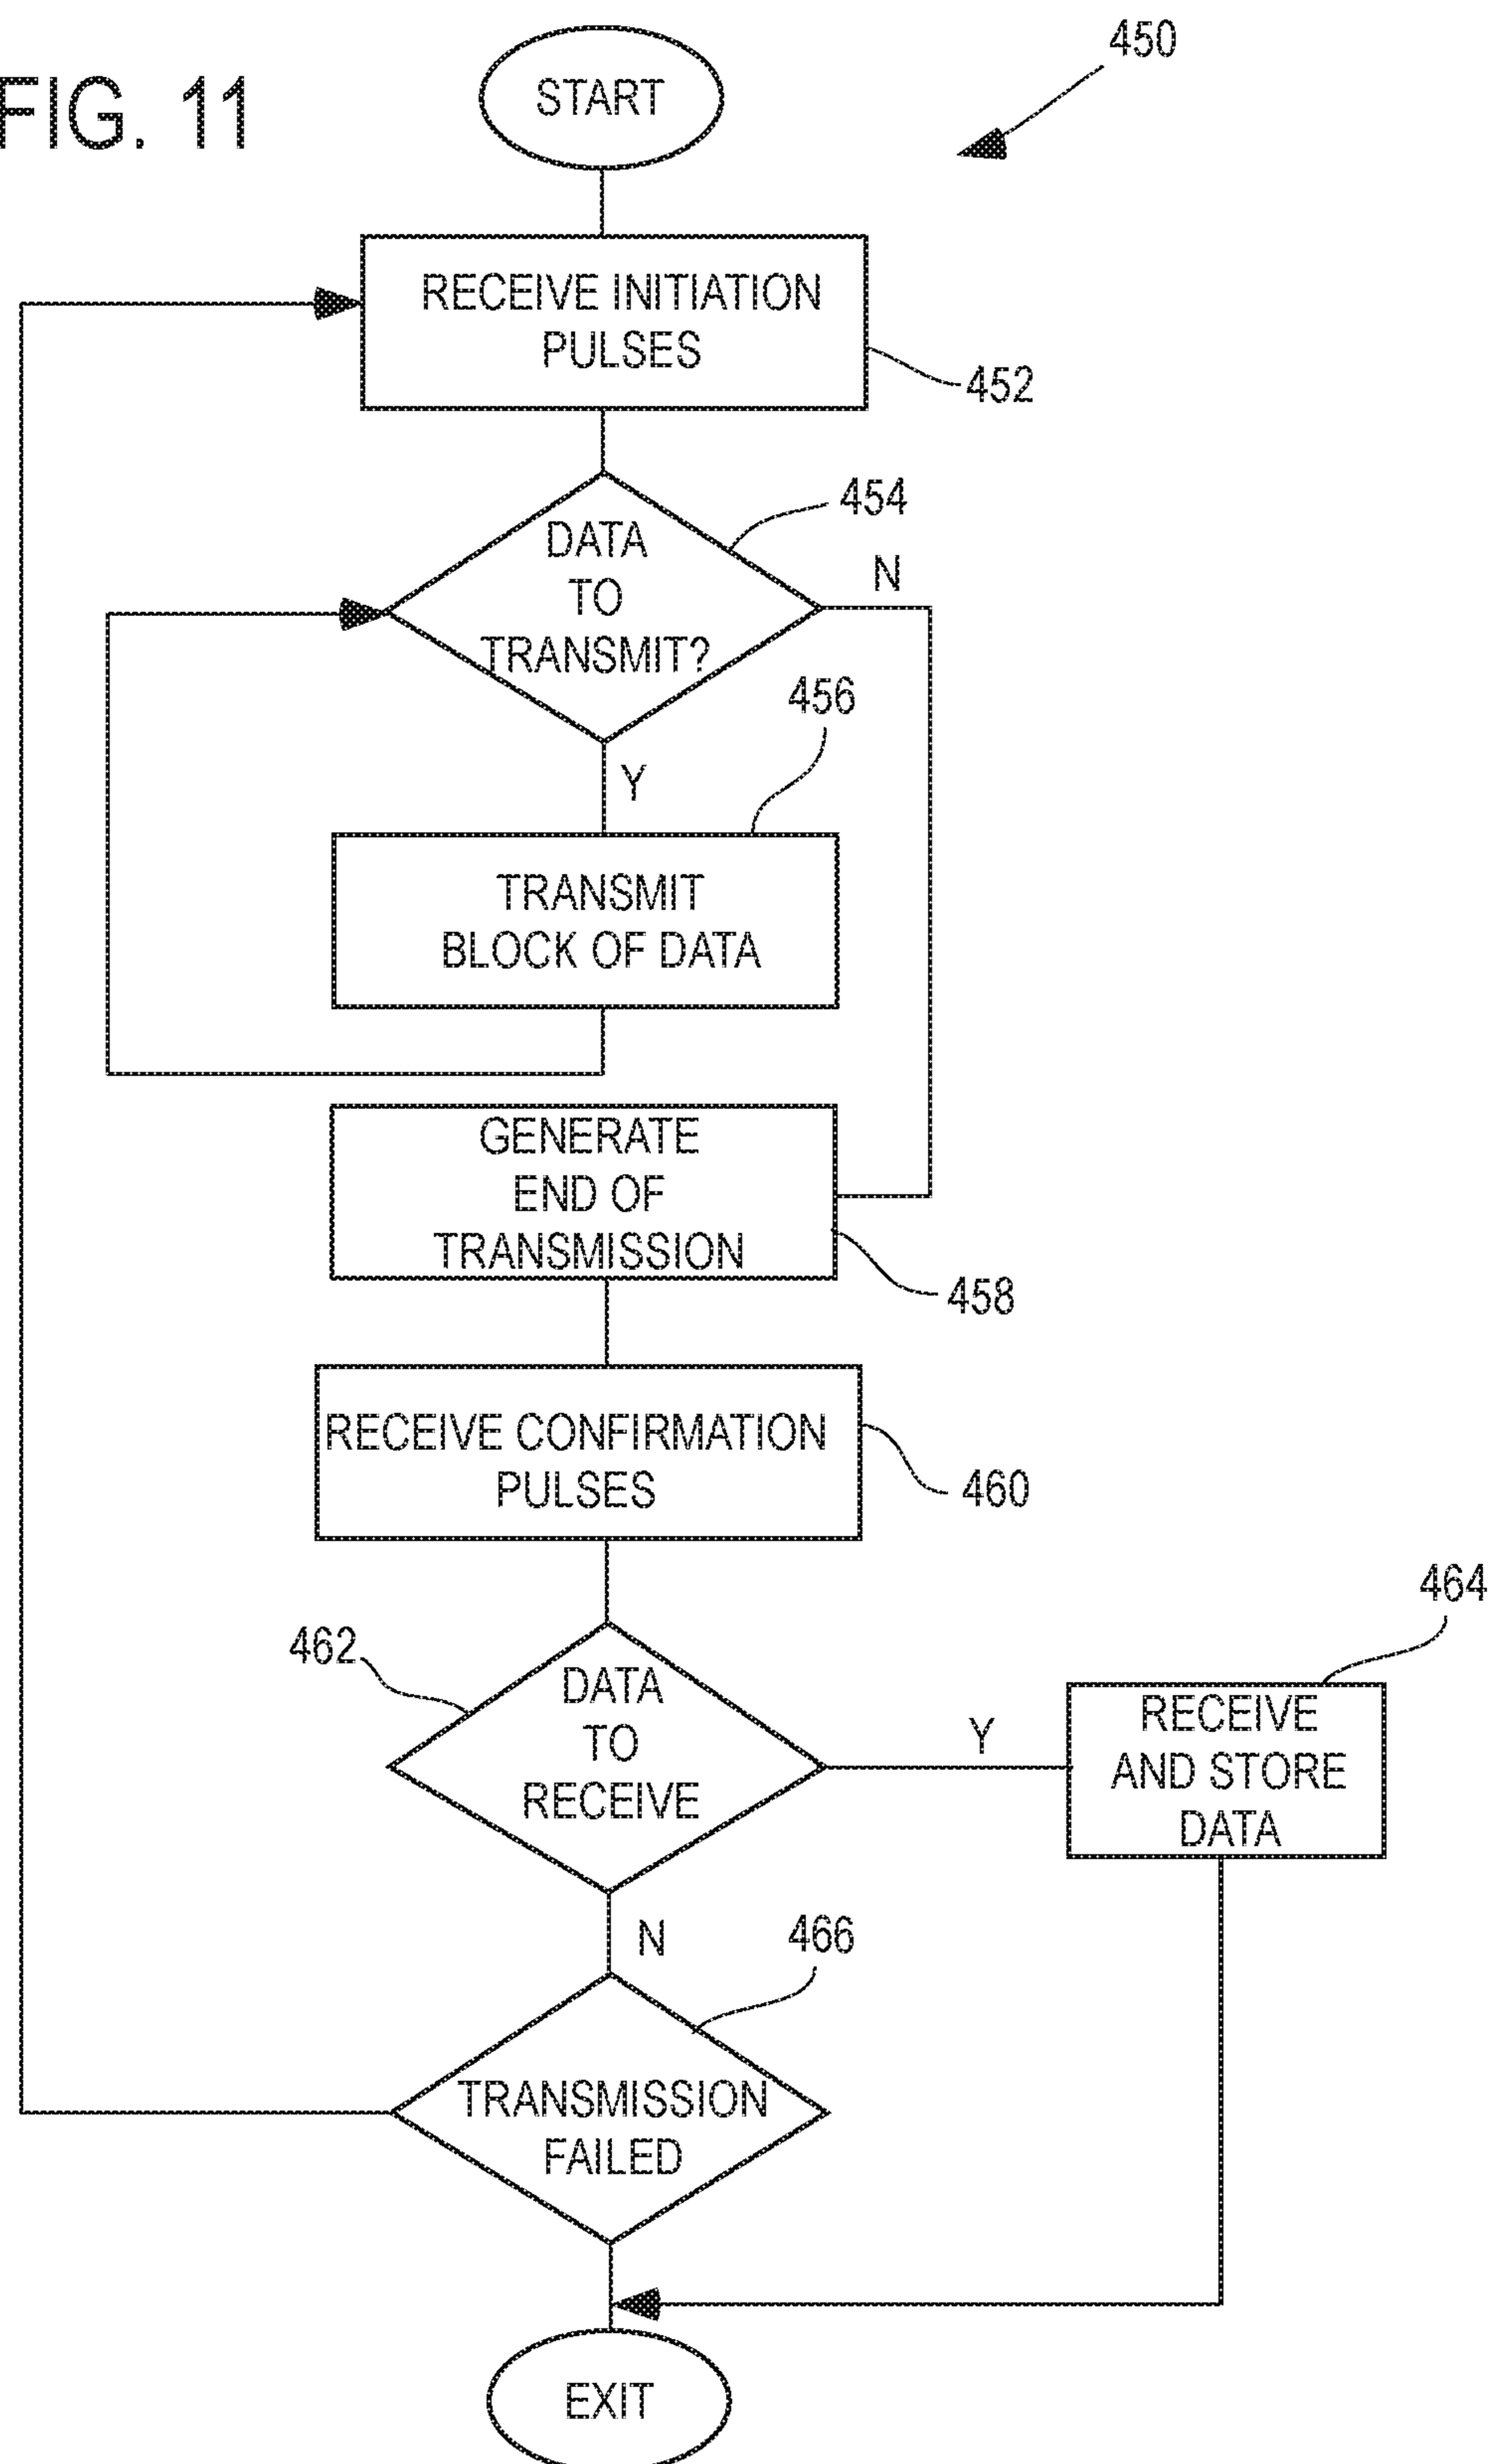 FIG. 11
START
450
RECEIVE INITIATION
PULSES
452
DATA
TO
TRANSMIT?
454
N
Y
456
TRANSMIT
BLOCK OF DATA
GENERATE
END OF
TRANSMISSION
458
RECEIVE CONFIRMATION
PULSES
460
462
DATA
TO
RECEIVE
Y
464
RECEIVE
AND STORE
DATA
N
466
TRANSMISSION
FAILED
EXIT